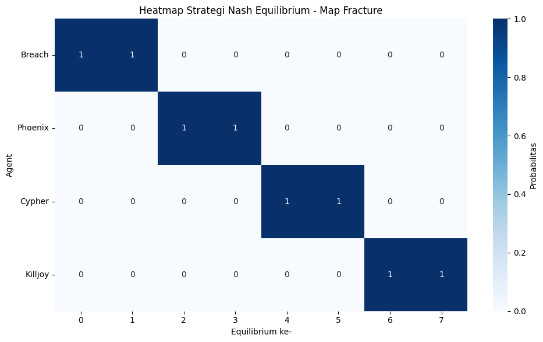 Heatmap Strategi Nash Equilibrium - Map Fracture
Agent
Breach
1 1 0 0 0 0 0 0
Phoenix
0 0 1 1 0 0 0 0
Cypher
0 0 0 0 1 1 0 0
Killjoy
0 0 0 0 0 0 1 1
0 1 2 3 4 5 6 7
Equilibrium ke-
1.0
0.8
0.6
0.4
0.2
0.0
Probabilitas